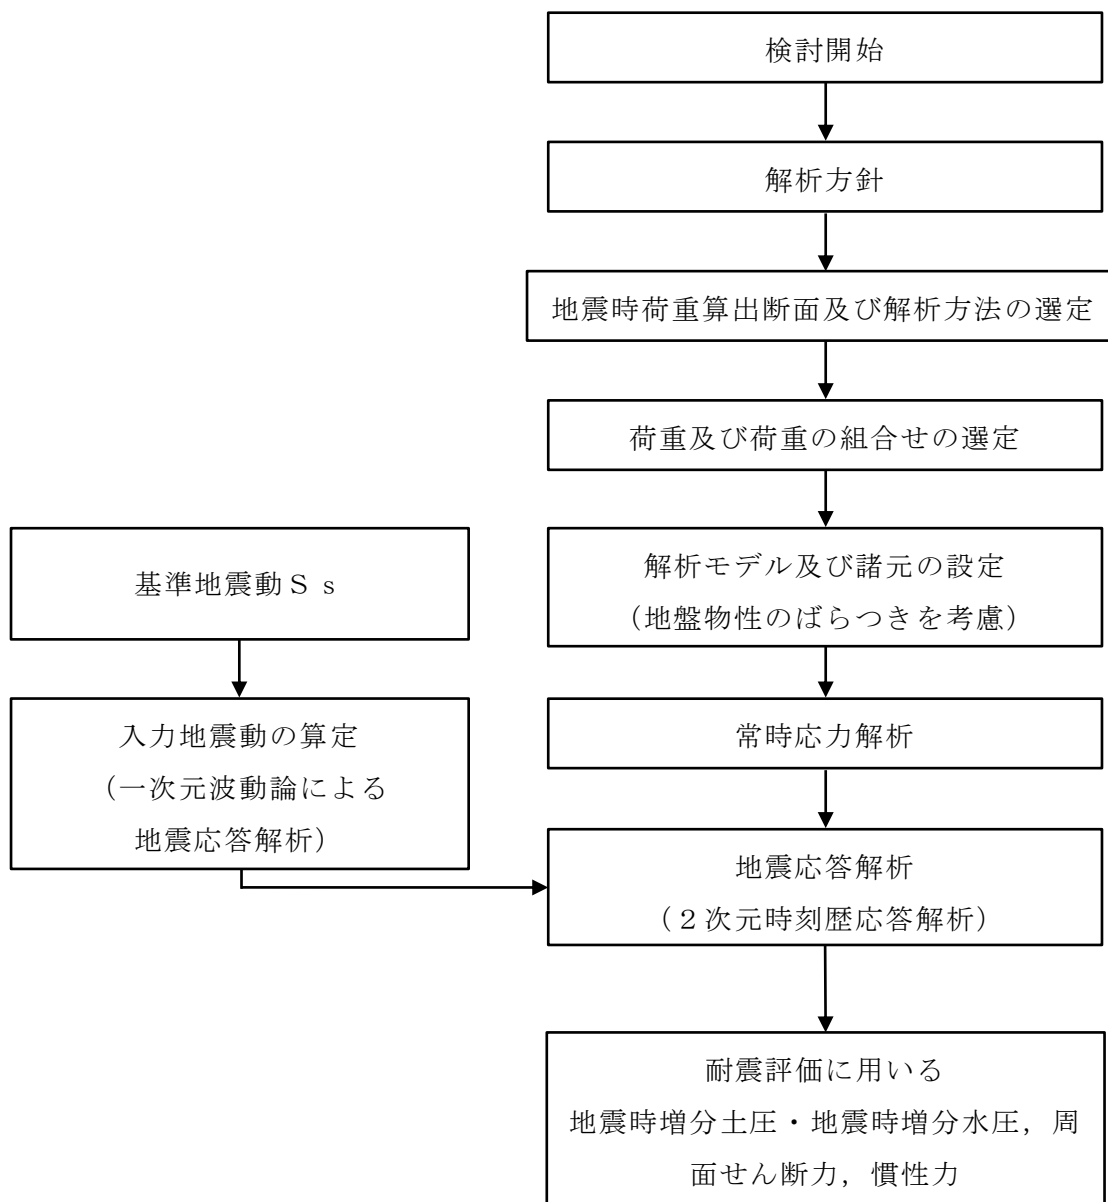 検討開始
解析方針
地震時荷重算出断面及び解析方法の選定
荷重及び荷重の組合せの選定
基準地震動Ｓｓ
解析モデル及び諸元の設定
（地盤物性のばらつきを考慮）
入力地震動の算定
（一次元波動論による
地震応答解析）
常時応力解析
地震応答解析
（２次元時刻歴応答解析）
耐震評価に用いる
地震時増分土圧・地震時増分水圧，周
面せん断力，慣性力